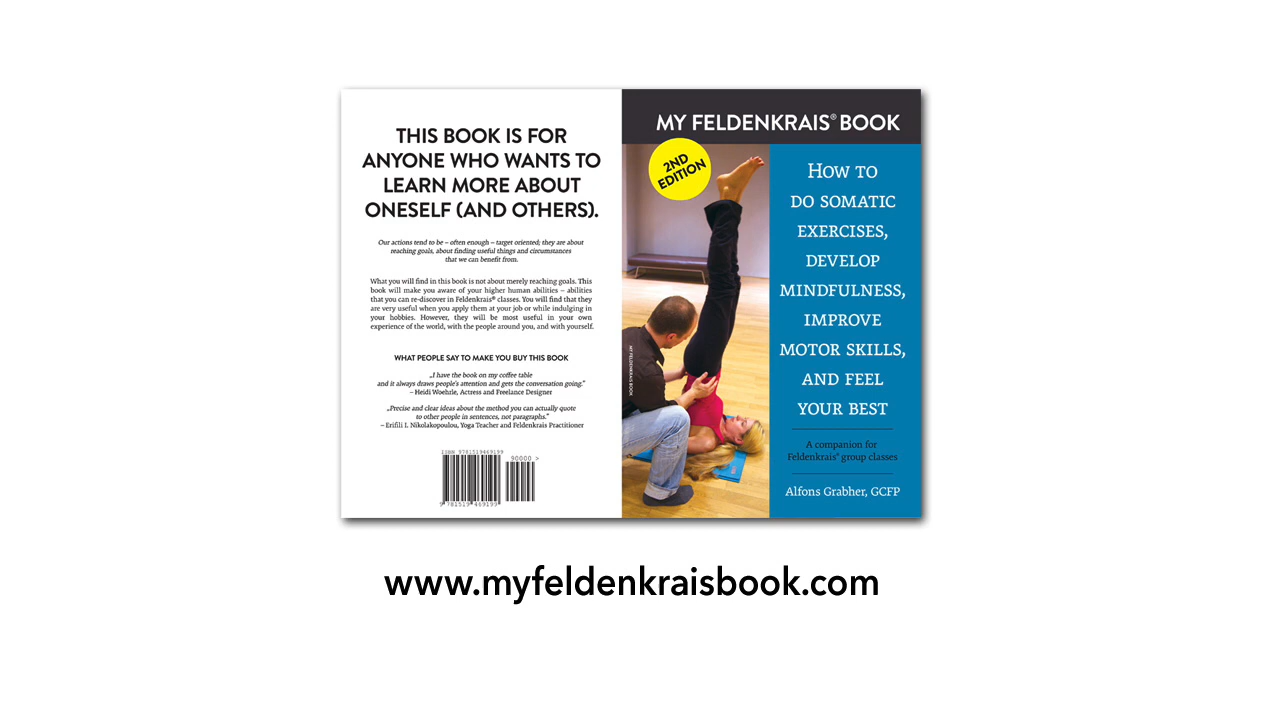 THIS BOOK IS FOR
ANYONE WHO WANTS TO
LEARN MORE ABOUT
ONESELF (AND OTHERS).
Our actions tend to be – often enough – target oriented; they are about
reaching goals, about finding useful things and circumstances
that we can benefit from.
What you will find in this book is not about merely reaching goals. This
book will make you aware of your higher human abilities – abilities
that you can re-discover in Feldenkrais® classes. You will find that they
are very useful when you apply them at your job or while indulging in
your hobbies. However, they will be most useful in your own
experience of the world, with the people around you, and with yourself.
WHAT PEOPLE SAY TO MAKE YOU BUY THIS BOOK
„I have the book on my coffee table
and it always draws people's attention and gets the conversation going.”
– Heidi Woehrle, Actress and Freelance Designer
„Precise and clear ideas about the method you can actually quote
to other people in sentences, not paragraphs.”
– Erifili I. Nikolakopoulou, Yoga Teacher and Feldenkrais Practitioner
ISBN 9781519469199
90000 >
9 781519 469199
MY FELDENKRAIS BOOK
MY FELDENKRAIS® BOOK
2ND
EDITION
HOW TO
DO SOMATIC
EXERCISES,
DEVELOP
MINDFULNESS,
IMPROVE
MOTOR SKILLS,
AND FEEL
YOUR BEST
A companion for
Feldenkrais® group classes
Alfons Grabher, GCFP
www.myfeldenkraisbook.com